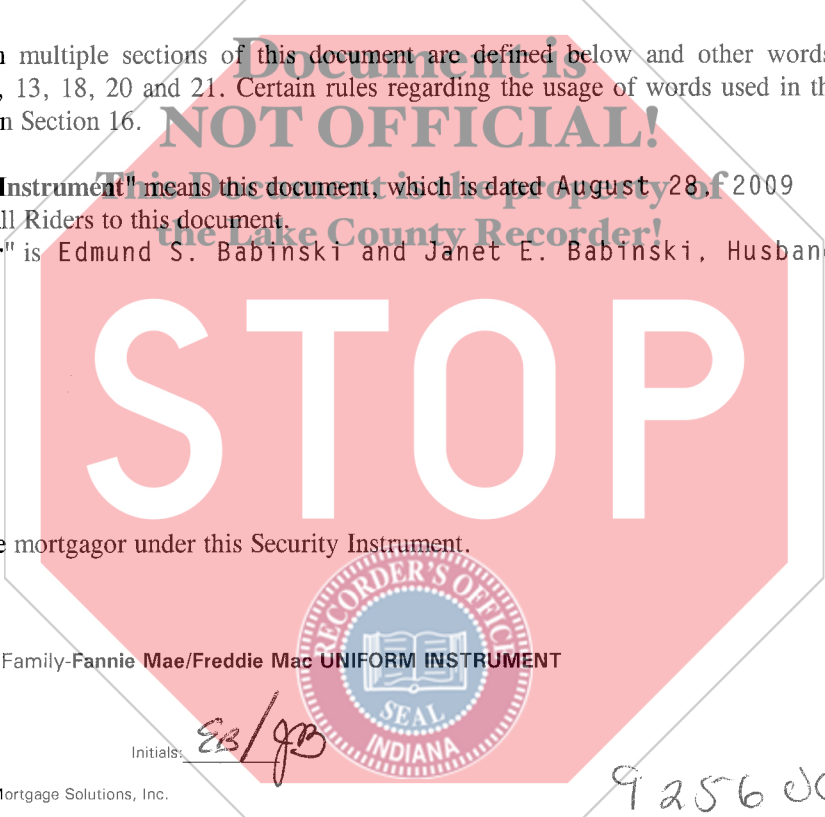 Document is
multiple sections of this document are defined below and other words
, 13, 18, 20 and 21. Certain rules regarding the usage of words used in th
n Section 16.
NOT OFFICIAL!
Instrument" means this document, which is dated August 28, 2009
This Document is the property of
ll Riders to this document.
the Lake County Recorder!
" is Edmund S. Babinski and Janet E. Babinski, Husban
STOP
e mortgagor under this Security Instrument.
RECORDER'S OFFICE
SEAL
INDIANA
Family-Fannie Mae/Freddie Mac UNIFORM INSTRUMENT
Initials: EB/JB
Mortgage Solutions, Inc.
9256